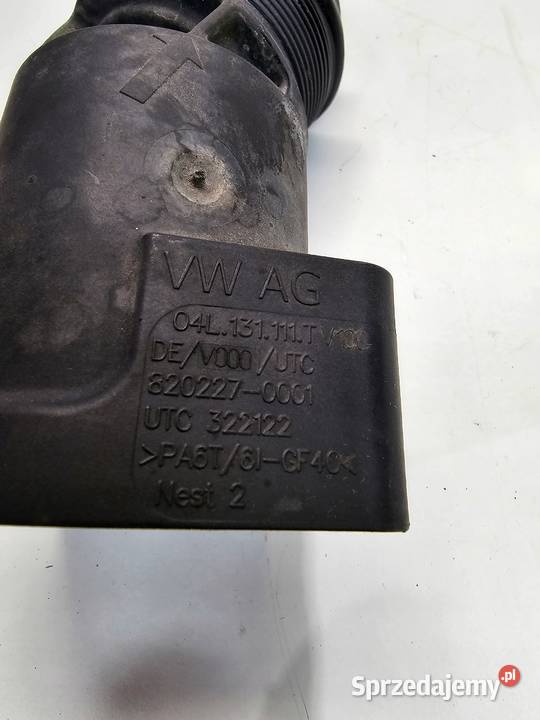 VW AG
04L.131.111.T V10C
DE/V000/UTC
820227-0001
UTC 322122
>PA6T/6I-GF40<
Nest 2
Sprzedajemy.pl